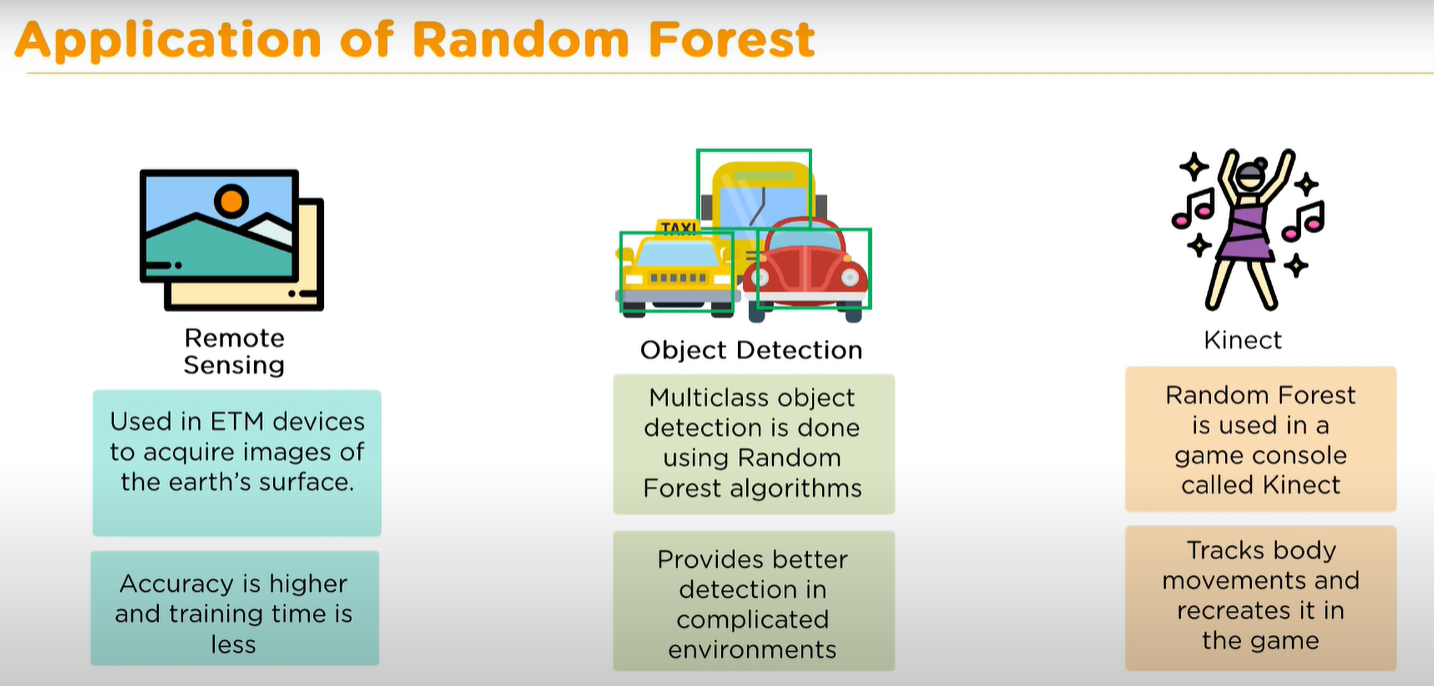 Application of Random Forest
Remote
Sensing
Used in ETM devices
to acquire images of
the earth's surface.
Accuracy is higher
and training time is
less
TAXI
Object Detection
Multiclass object
detection is done
using Random
Forest algorithms
Provides better
detection in
complicated
environments
Kinect
Random Forest
is used in a
game console
called Kinect
Tracks body
movements and
recreates it in
the game